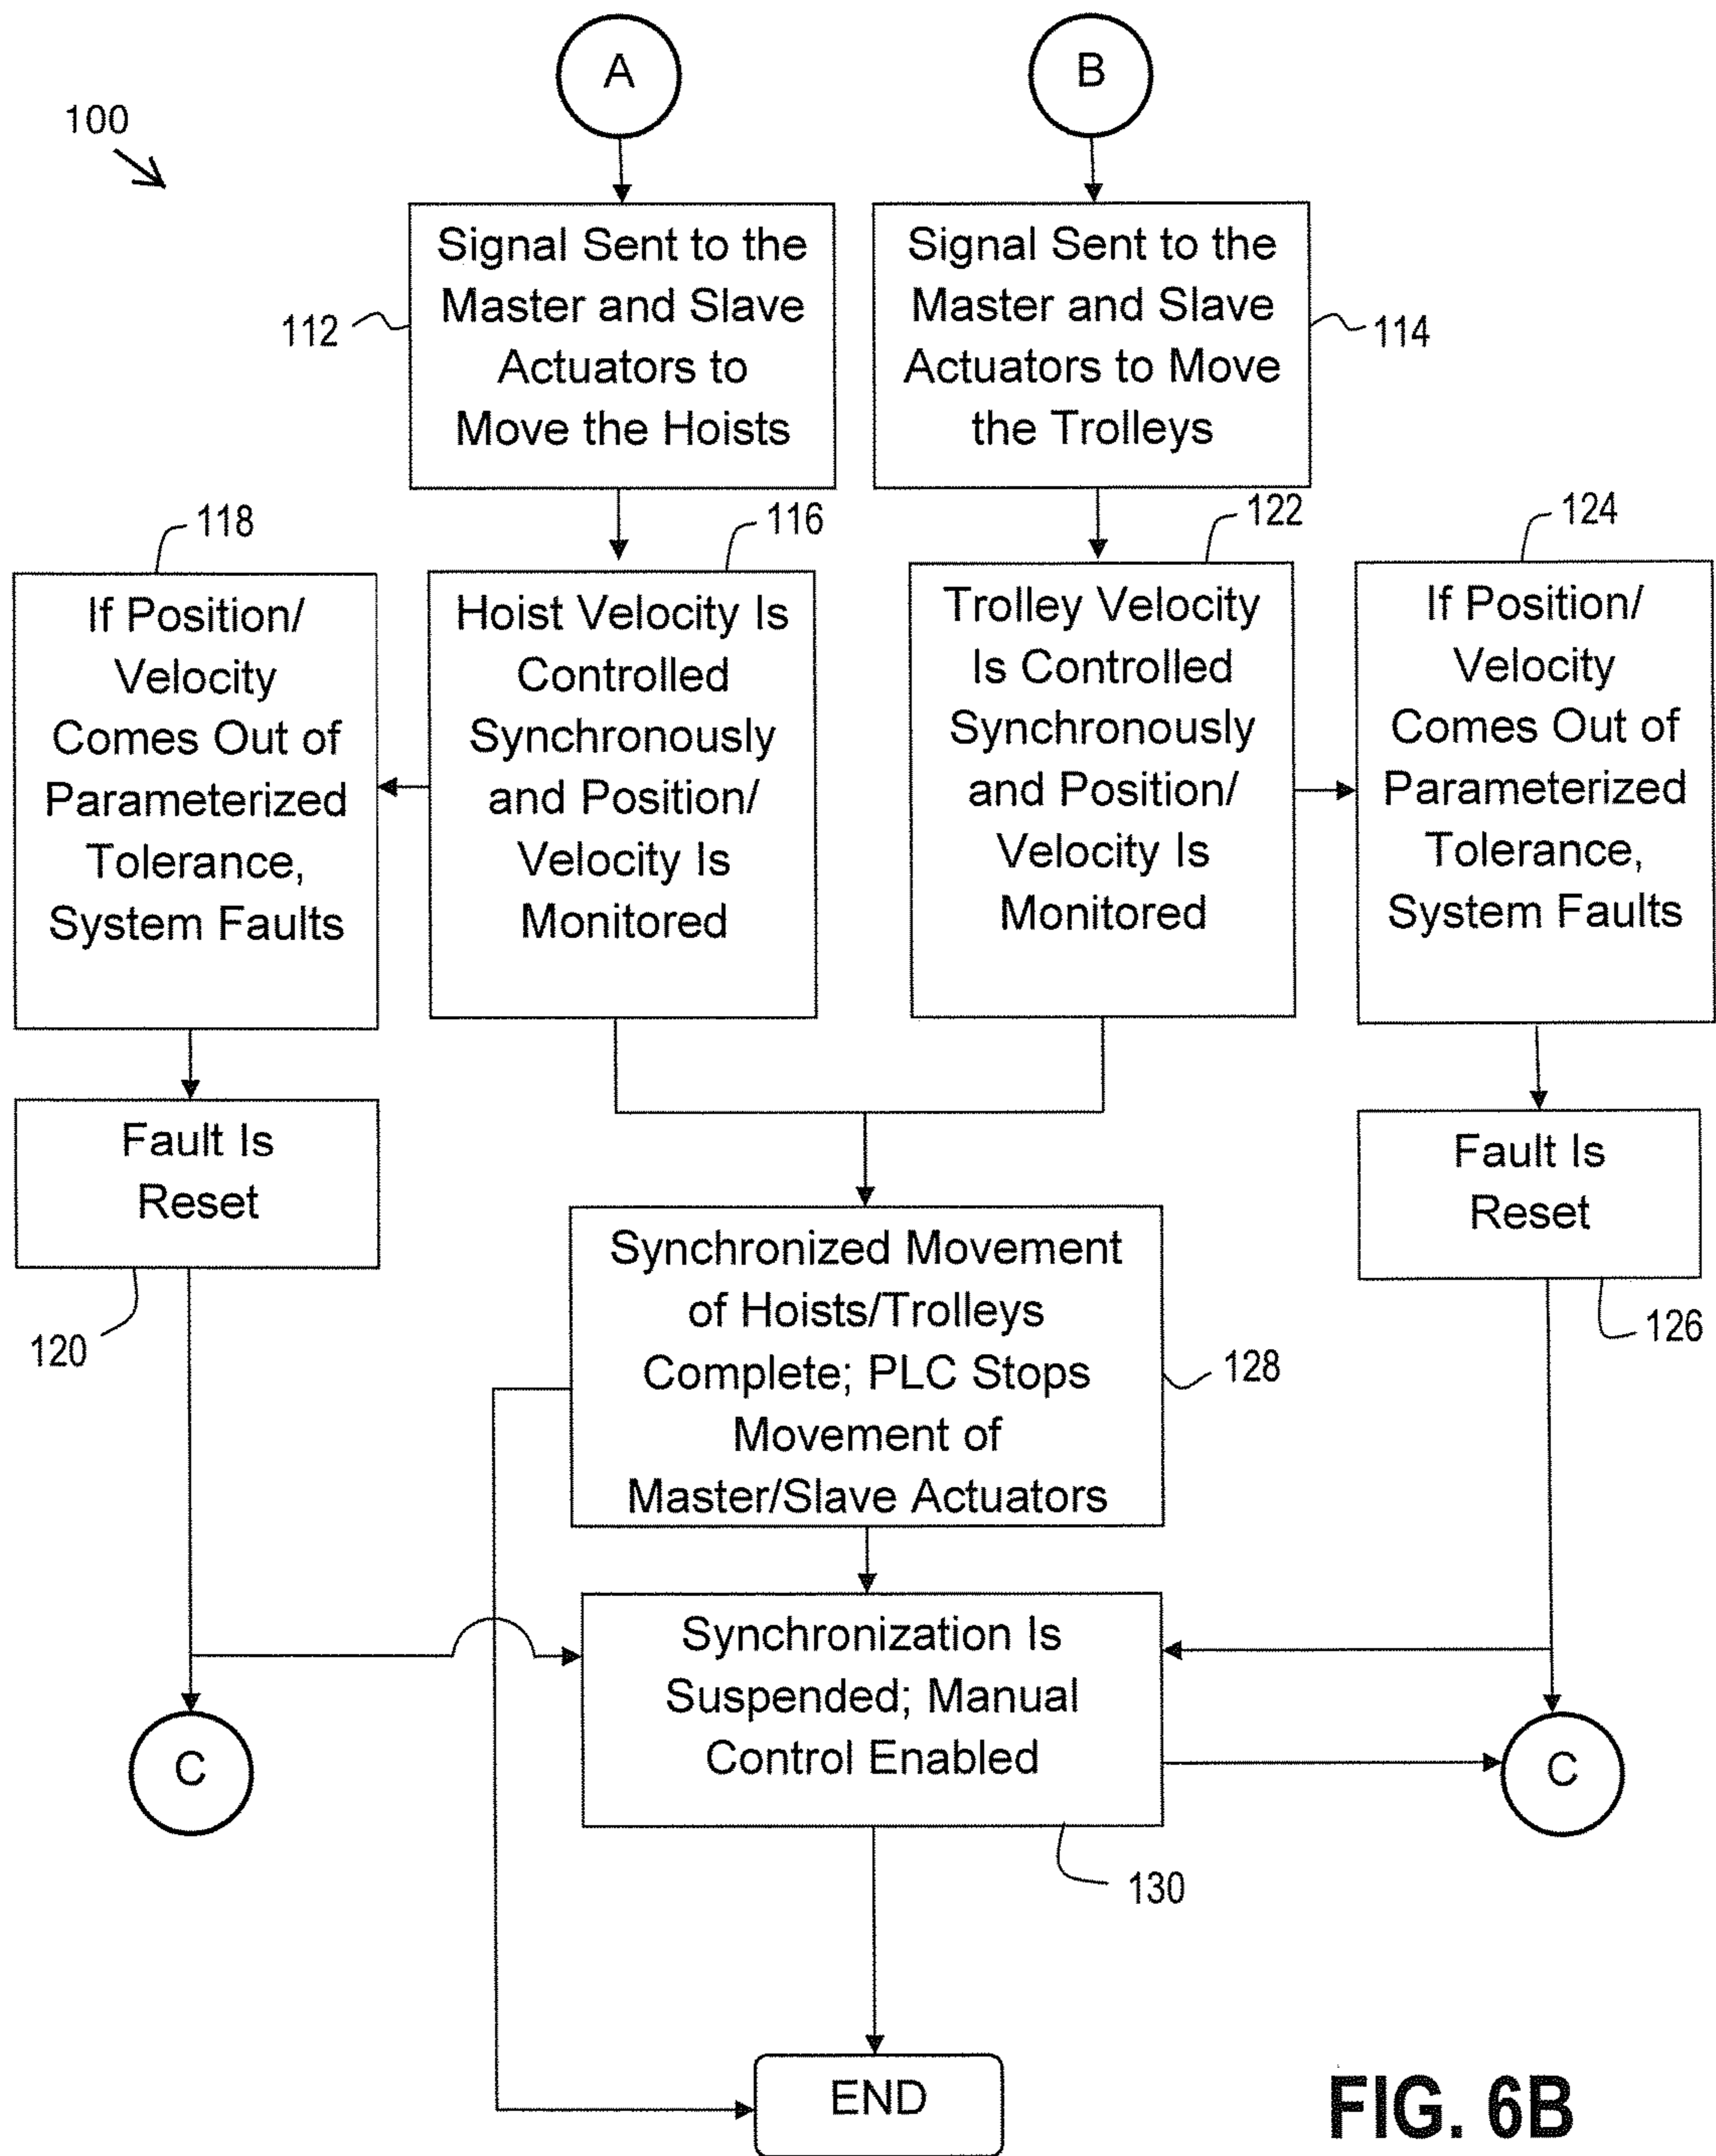 A
B
100
Signal Sent to the
Master and Slave
Actuators to
Move the Hoists
112
Signal Sent to the
Master and Slave
Actuators to Move
the Trolleys
114
118
116
122
124
If Position/
Velocity
Comes Out of
Parameterized
Tolerance,
System Faults
Hoist Velocity Is
Controlled
Synchronously
and Position/
Velocity Is
Monitored
Trolley Velocity
Is Controlled
Synchronously
and Position/
Velocity Is
Monitored
If Position/
Velocity
Comes Out of
Parameterized
Tolerance,
System Faults
Fault Is
Reset
120
Fault Is
Reset
126
Synchronized Movement
of Hoists/Trolleys
Complete; PLC Stops
Movement of
Master/Slave Actuators
128
Synchronization Is
Suspended; Manual
Control Enabled
130
C
C
END
FIG. 6B